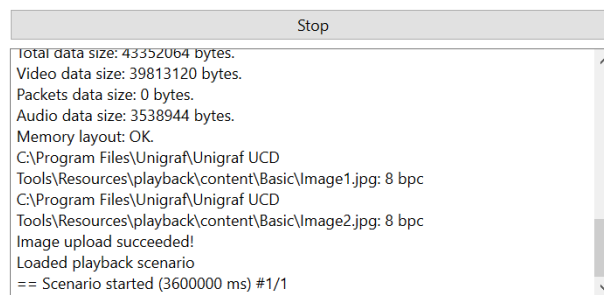 Stop
Total data size: 43352064 bytes.
Video data size: 39813120 bytes.
Packets data size: 0 bytes.
Audio data size: 3538944 bytes.
Memory layout: OK.
C:\Program Files\Unigraf\Unigraf UCD
Tools\Resources\playback\content\Basic\Image1.jpg: 8 bpc
C:\Program Files\Unigraf\Unigraf UCD
Tools\Resources\playback\content\Basic\Image2.jpg: 8 bpc
Image upload succeeded!
Loaded playback scenario
== Scenario started (3600000 ms) #1/1